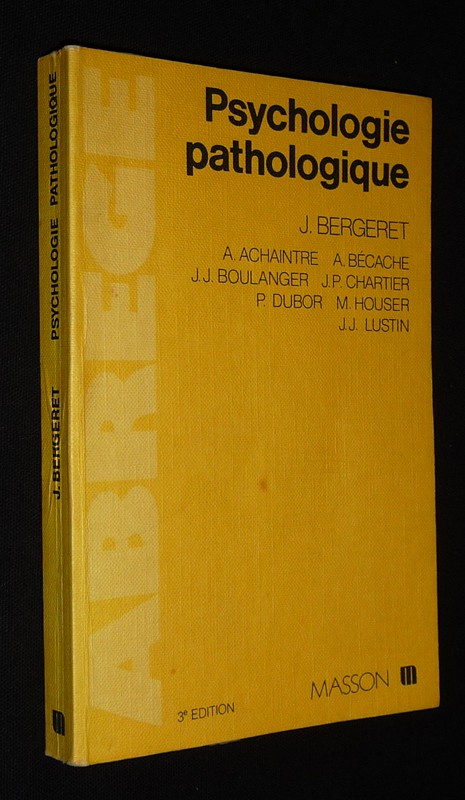 Psychologie
pathologique
J. BERGERET
A. ACHAINTRE A. BÉCACHE
J.J. BOULANGER J.P. CHARTIER
P. DUBOR M. HOUSER
J.J. LUSTIN
ABREGE
3e EDITION
MASSON m
J. BERGERET PSYCHOLOGIE PATHOLOGIQUE
m